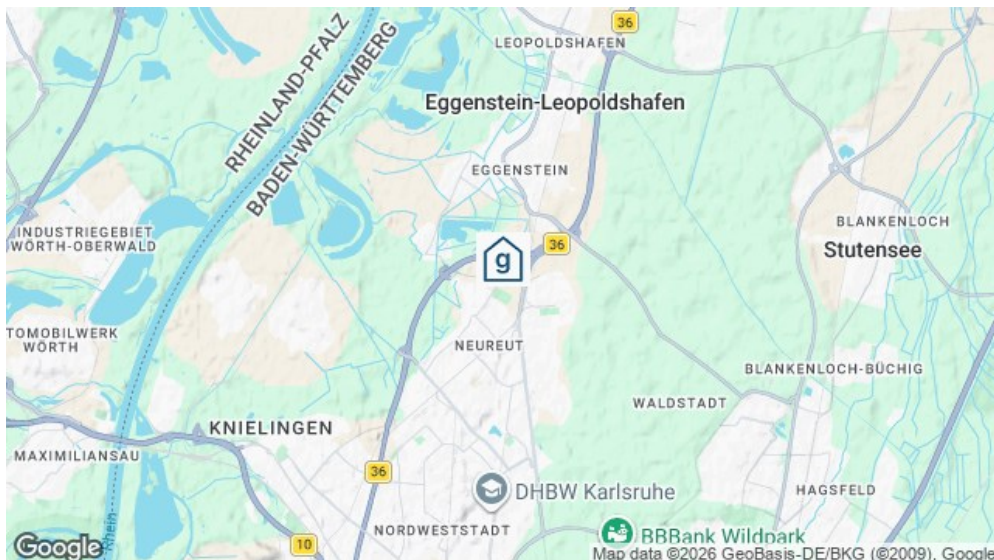 36
LEOPOLDSHAFEN
Eggenstein-Leopoldshafen
RHEINLAND-PFALZ
BADEN-WÜRTTEMBERG
EGGENSTEIN
INDUSTRIEGEBIET
WÖRTH-OBERWALD
BLANKENLOCH
Stutensee
36
g
TOMOBILWERK
WÖRTH
NEUREUT
BLANKENLOCH-BÜCHIG
WALDSTADT
KNIELINGEN
MAXIMILIANSAU
36
DHBW Karlsruhe
HAGSFELD
Rhein
NORDWESTSTADT
BBBank Wildpark
10
Google
Map data ©2026 GeoBasis-DE/BKG (©2009), Google